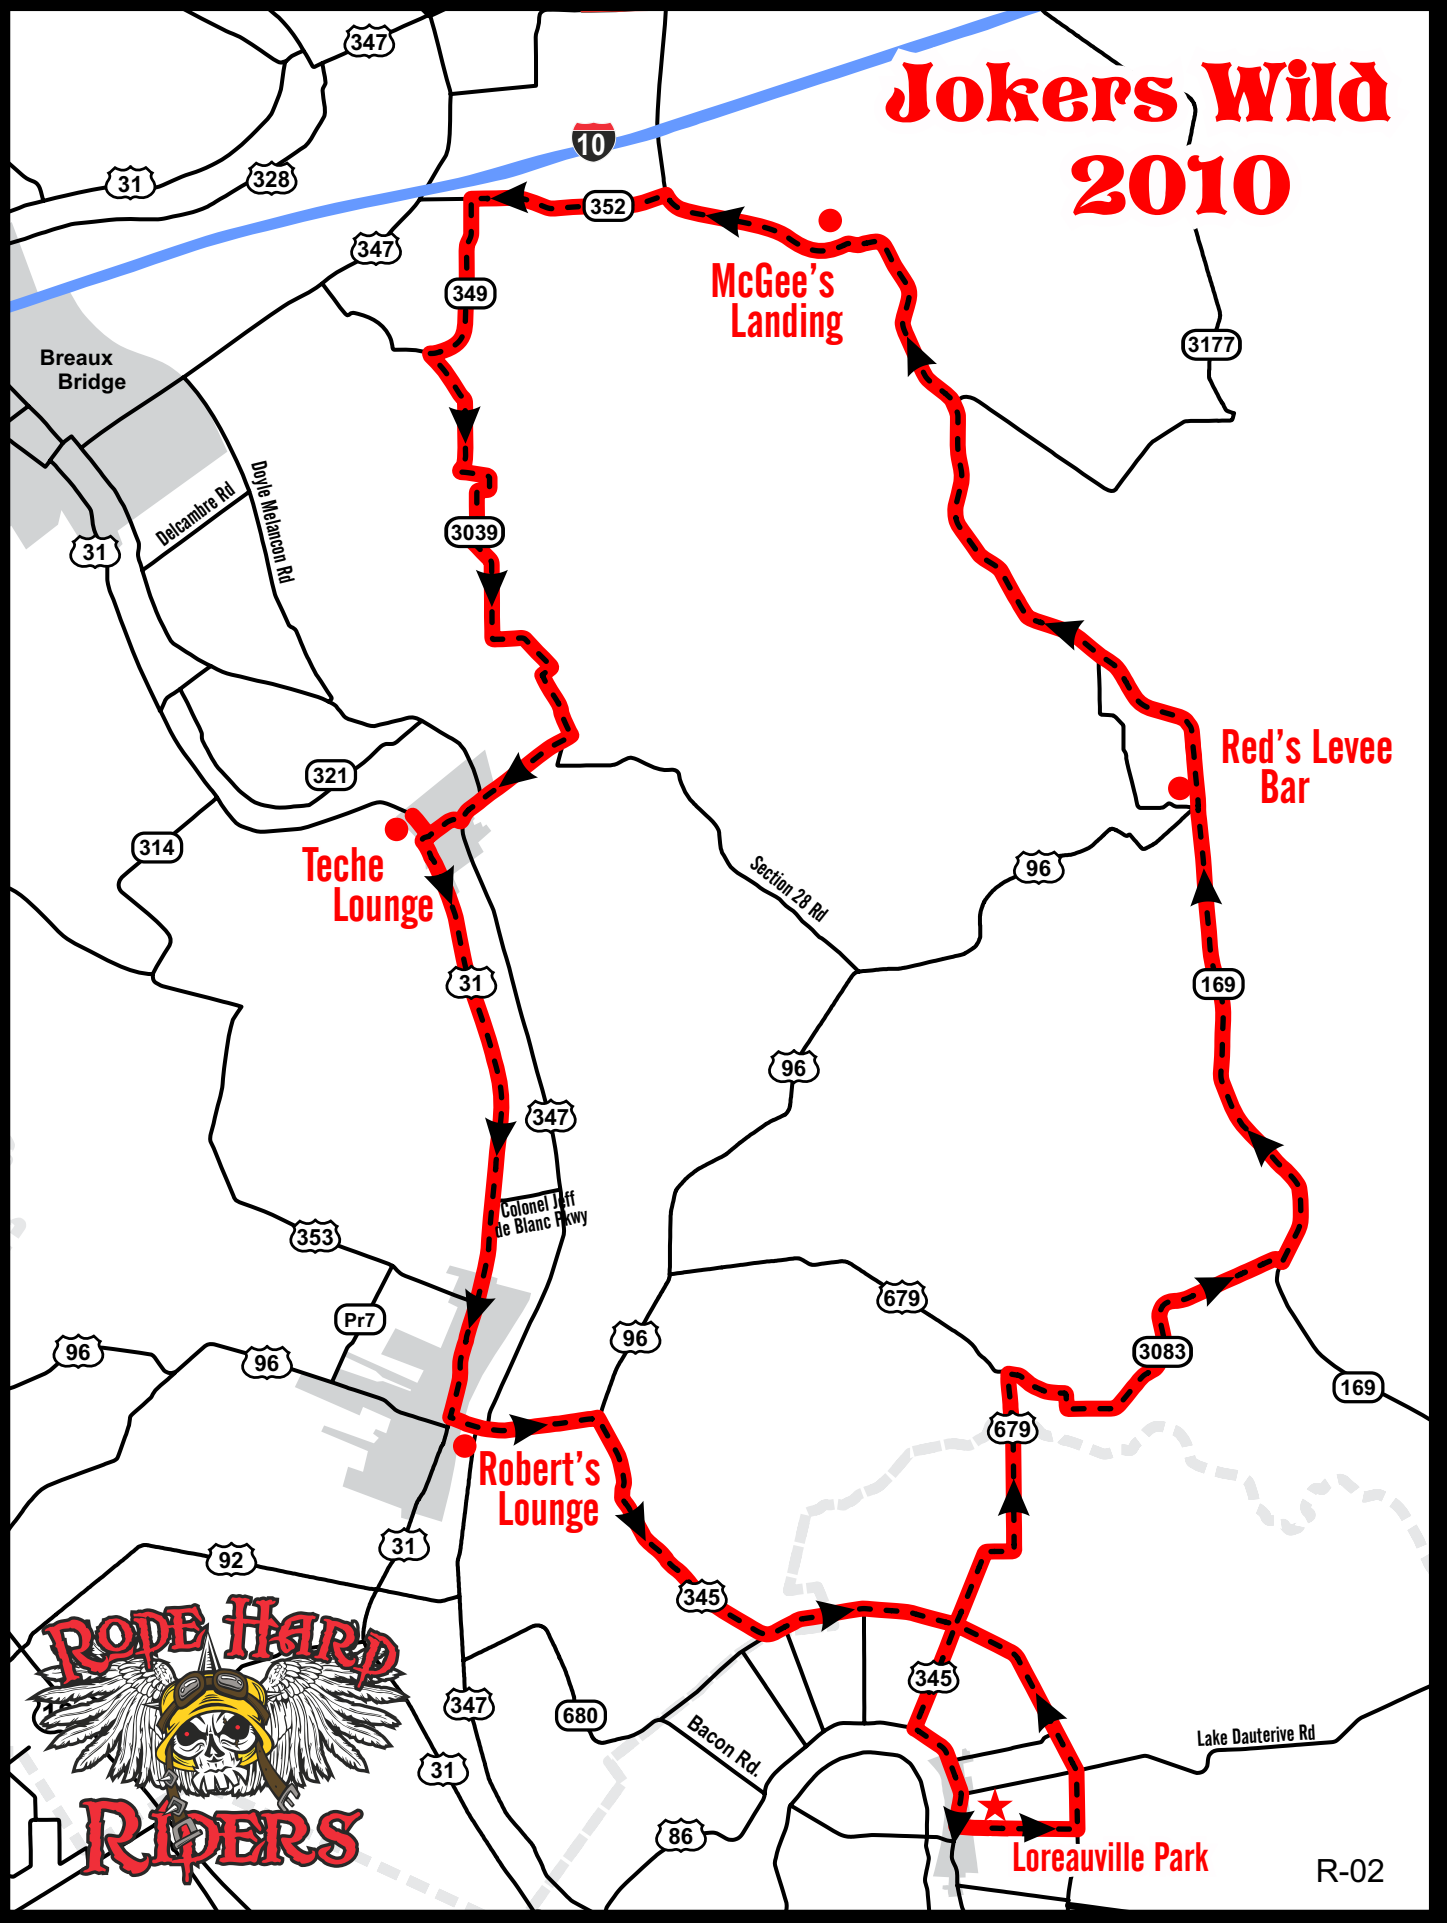 347
Jokers Wild
2010
10
31
328
352
347
349
McGee's
Landing
3177
Breaux
Bridge
Doyle Melancon Rd
Delcambre Rd
3039
31
Red's Levee
Bar
321
314
Teche
Lounge
Section 28 Rd
96
31
169
96
347
Colonel Jeff
de Blanc Pkwy
353
679
Pr7
96
96
96
3083
169
679
Robert's
Lounge
31
92
345
ROPE HARD
345
347
680
Bacon Rd.
Lake Dauterive Rd
31
RIDERS
86
Loreauville Park
R-02